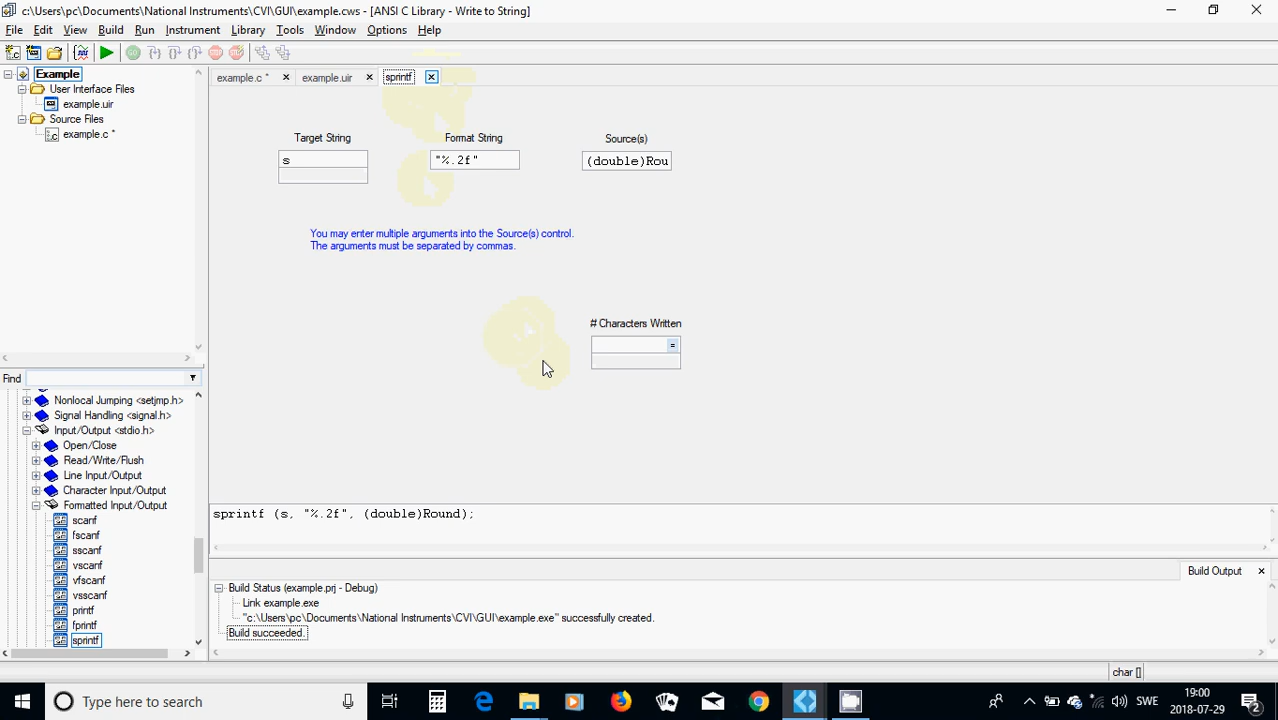 c:\Users\pc\Documents\National Instruments\CVI\GUI\example.cws - [ANSI C Library - Write to String]
File Edit View Build Run Instrument Library Tools Window Options Help
Example
User Interface Files
example.uir
Source Files
example.c *
example.c * example.uir sprintf
Target String Format String Source(s)
s "%.2f" (double)Rou
You may enter multiple arguments into the Source(s) control.
The arguments must be separated by commas.
# Characters Written
=
Find
Nonlocal Jumping <setjmp.h>
Signal Handling <signal.h>
Input/Output <stdio.h>
Open/Close
Read/Write/Flush
Line Input/Output
Character Input/Output
Formatted Input/Output
scanf
fscanf
sscanf
vscanf
vfscanf
vsscanf
printf
fprintf
sprintf
sprintf (s, "%.2f", (double)Round);
Build Output
Build Status (example.prj - Debug)
Link example.exe
"c:\Users\pc\Documents\National Instruments\CVI\GUI\example.exe" successfully created.
Build succeeded.
char []
Type here to search
SWE
19:00
2018-07-29
2